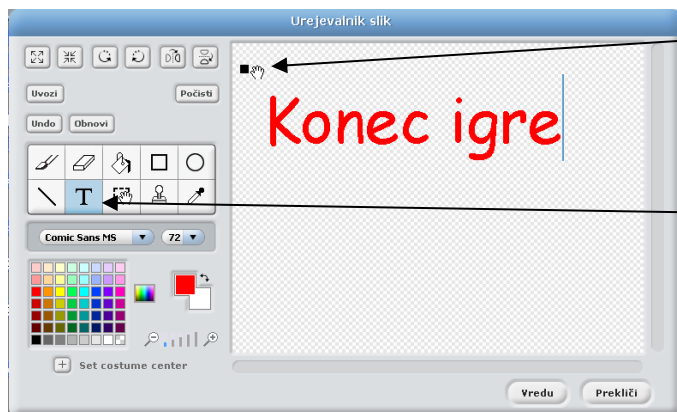 Urejevalnik slik
Uvozi
Počisti
Undo Obnovi
T
Comic Sans MS 72
Set costume center
Konec igre
Vredu Prekliči